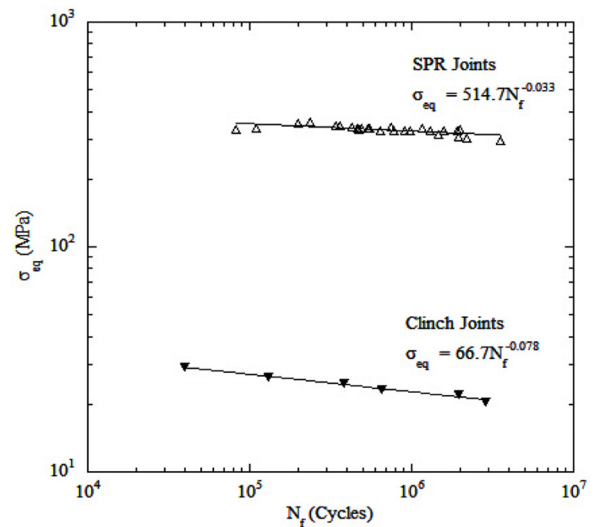 10³
SPR Joints
σeq = 514.7Nf^-0.033
10²
σeq (MPa)
Clinch Joints
σeq = 66.7Nf^-0.078
10¹
10⁴ 10⁵ 10⁶ 10⁷
Nf (Cycles)